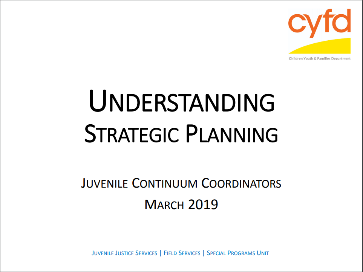 cyfd
Children Youth & Families Department
UNDERSTANDING
STRATEGIC PLANNING
JUVENILE CONTINUUM COORDINATORS
MARCH 2019
JUVENILE JUSTICE SERVICES | FIELD SERVICES | SPECIAL PROGRAMS UNIT